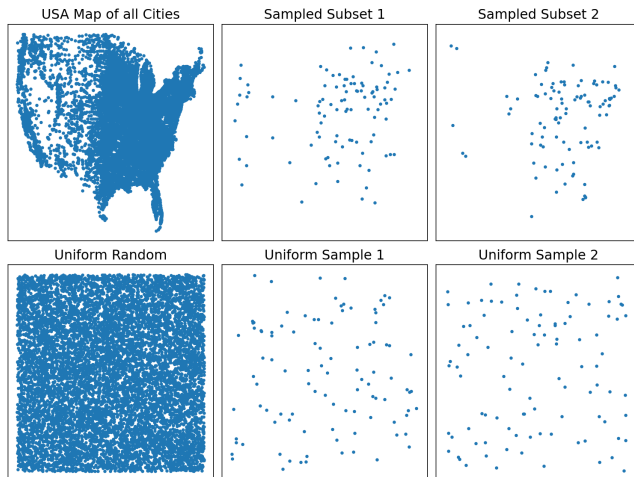 USA Map of all Cities
Sampled Subset 1
Sampled Subset 2
Uniform Random
Uniform Sample 1
Uniform Sample 2